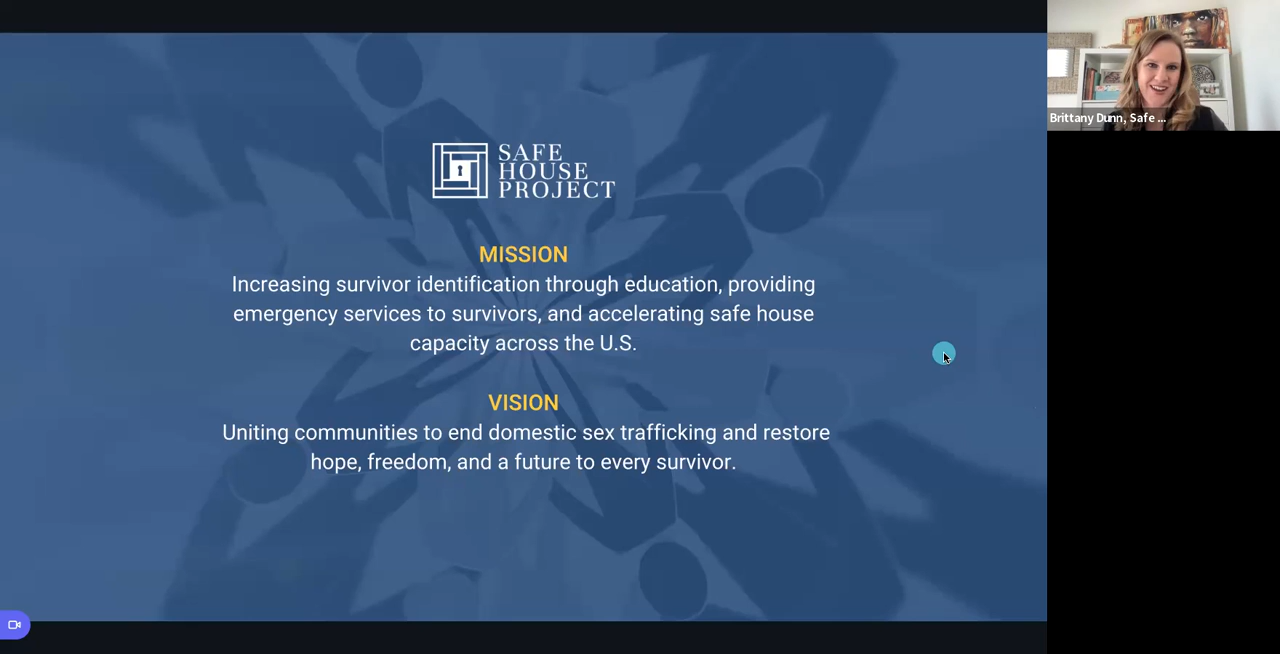 SAFE
HOUSE
PROJECT
MISSION
Increasing survivor identification through education, providing
emergency services to survivors, and accelerating safe house
capacity across the U.S.
VISION
Uniting communities to end domestic sex trafficking and restore
hope, freedom, and a future to every survivor.
Brittany Dunn, Safe ...